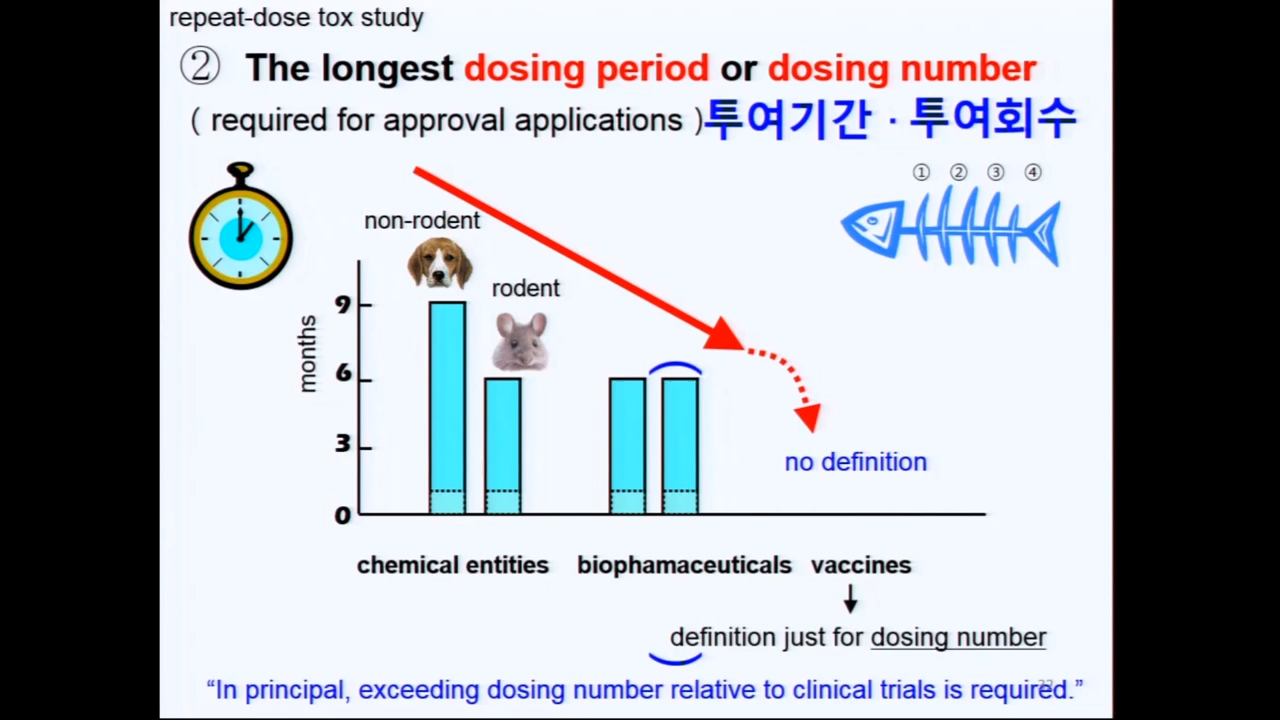 repeat-dose tox study
② The longest dosing period or dosing number
( required for approval applications )투여기간 · 투여회수
① ② ③ ④
non-rodent
rodent
months
9
6
3
0
no definition
chemical entities biophamaceuticals vaccines
definition just for dosing number
“In principal, exceeding dosing number relative to clinical trials is required.”